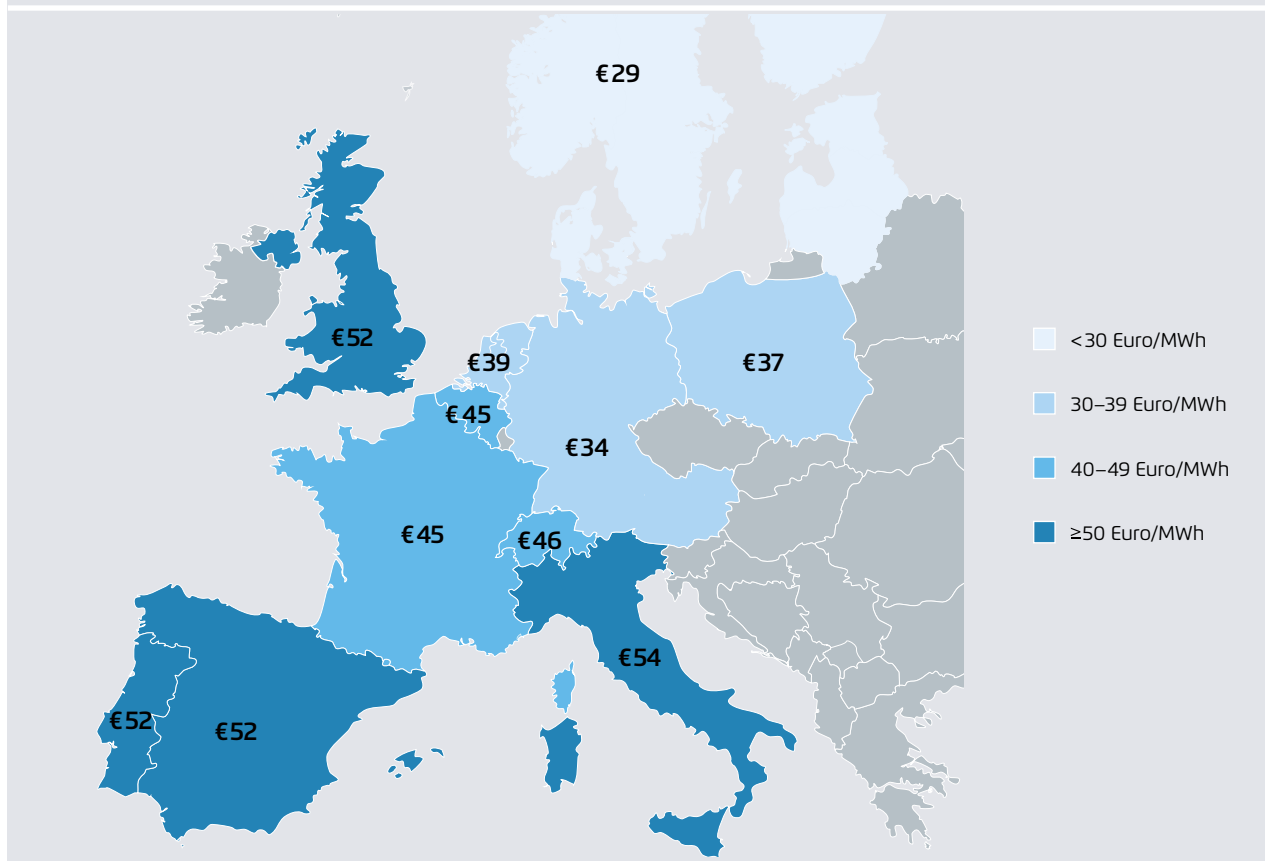 €29
€52
€39
€37
€45
€34
€45
€46
€54
€52
€52
<30 Euro/MWh
30–39 Euro/MWh
40–49 Euro/MWh
≥50 Euro/MWh